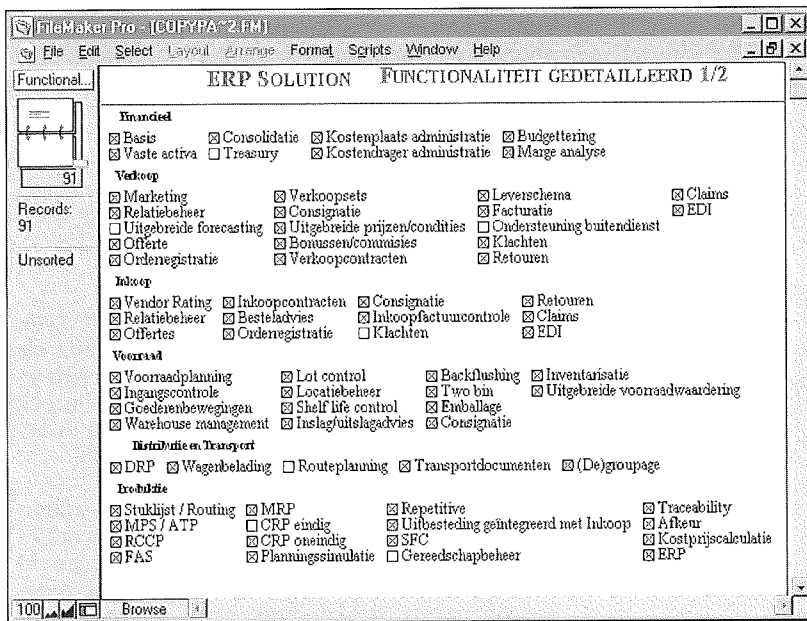 FileMaker Pro - [COPYPA~2.FM]
File Edit Select Layout Arrange Format Scripts Window Help
Functional...
ERP SOLUTION FUNCTIONALITEIT GEDETAILLEERD 1/2
Financieel
Basis Consolidatie Kostenplaats administratie Budgettering
Vaste activa Treasury Kostendrager administratie Marge analyse
91
Verkoop
Marketing Verkoopsets Leverschema Claims
Records:
91
Relatiebeheer Consignatie Facturatie EDI
Uitgebreide forecasting Uitgebreide prijzen/condities Ondersteuning buitendienst
Offerte Bonussen/commisies Klachten
Unsorted
Orderregistratie Verkoopcontracten Retouren
Inkoop
Vendor Rating Inkoopcontracten Consignatie Retouren
Relatiebeheer Besteladvies Inkoopfactuurcontrole Claims
Offertes Orderregistratie Klachten EDI
Voorraad
Voorraadplanning Lot control Backflushing Inventarisatie
Ingangscontrole Locatiebeheer Two bin Uitgebreide voorraadwaardering
Goederenbewegingen Shelf life control Emballage
Warehouse management Inslag/uitslagadvies Consignatie
Distributie en Transport
DRP Wagenbelading Routeplanning Transportdocumenten (De)groupage
Produktie
Stuklijst / Routing MRP Repetitive Traceability
MPS / ATP CRP eindig Uitbesteding geïntegreerd met Inkoop Afkeur
RCCP CRP oneindig SFC Kostprijscalculatie
FAS Planningssimulatie Gereedschapbeheer ERP
100 Browse